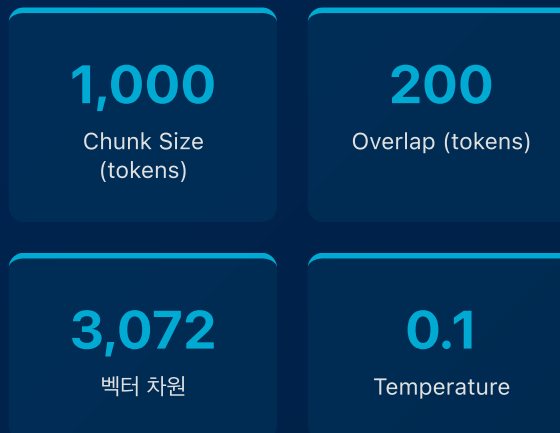 1,000
Chunk Size
(tokens)
200
Overlap (tokens)
3,072
벡터 차원
0.1
Temperature